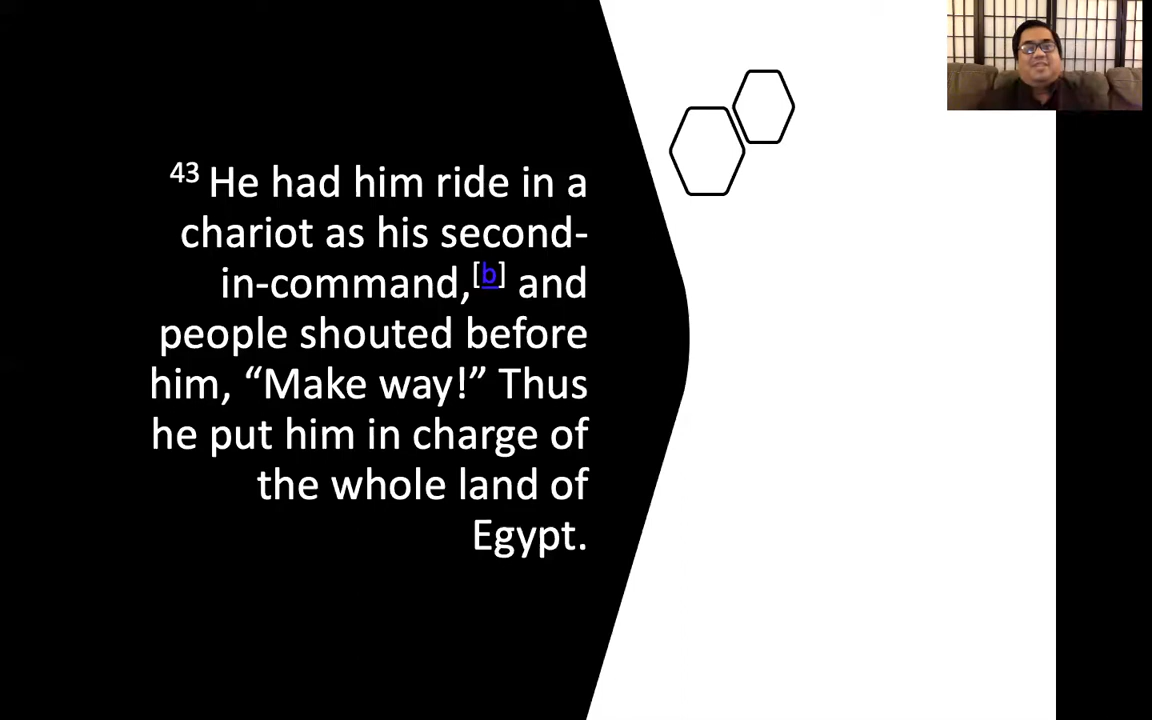 43 He had him ride in a
chariot as his second-
in-command,[b] and
people shouted before
him, “Make way!” Thus
he put him in charge of
the whole land of
Egypt.